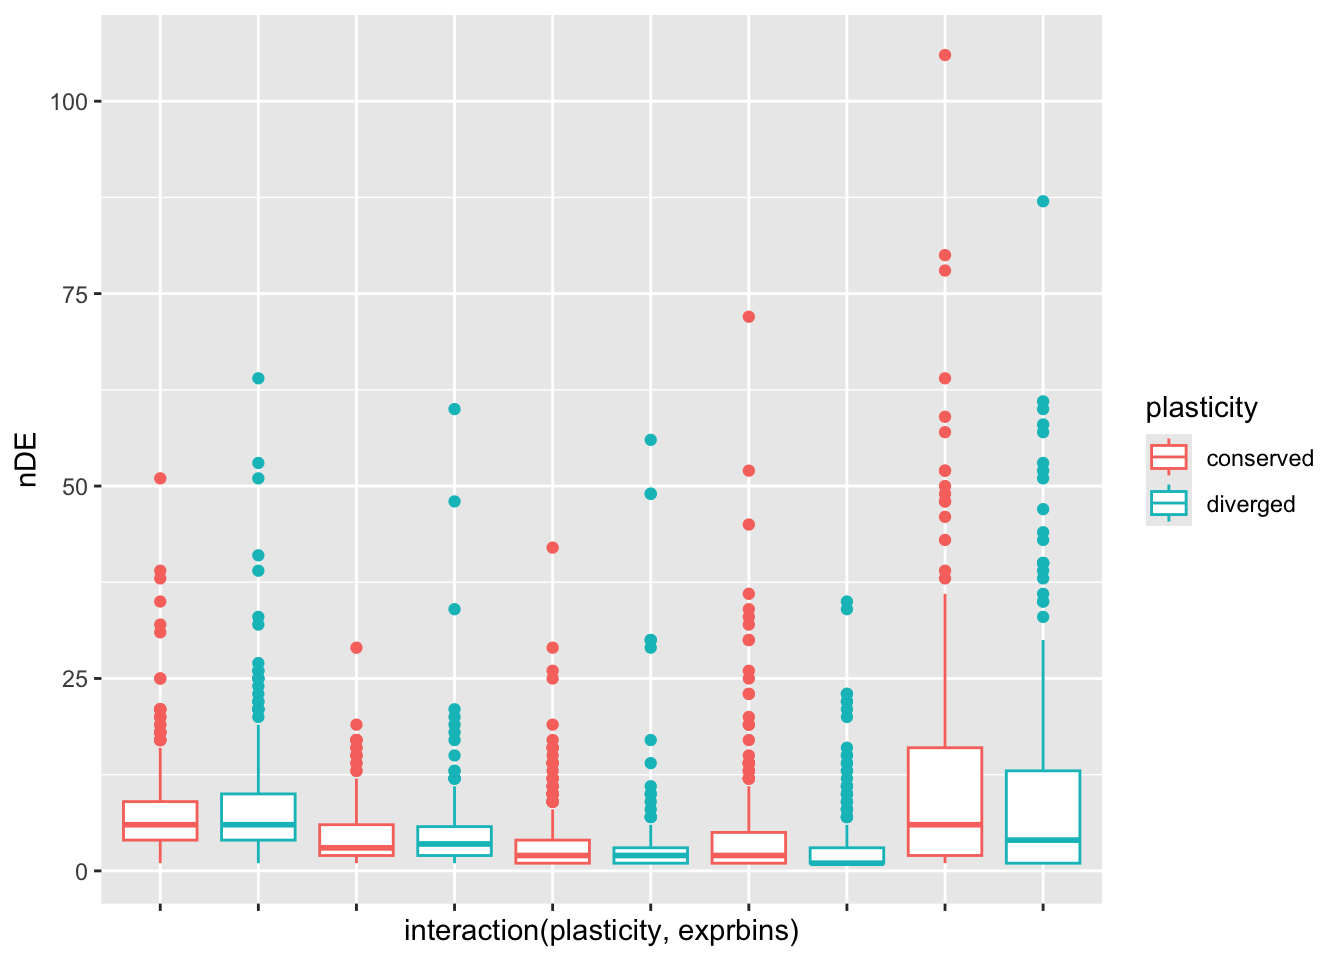 nDE
100
75
50
25
0
interaction(plasticity, exprbins)
plasticity
conserved
diverged